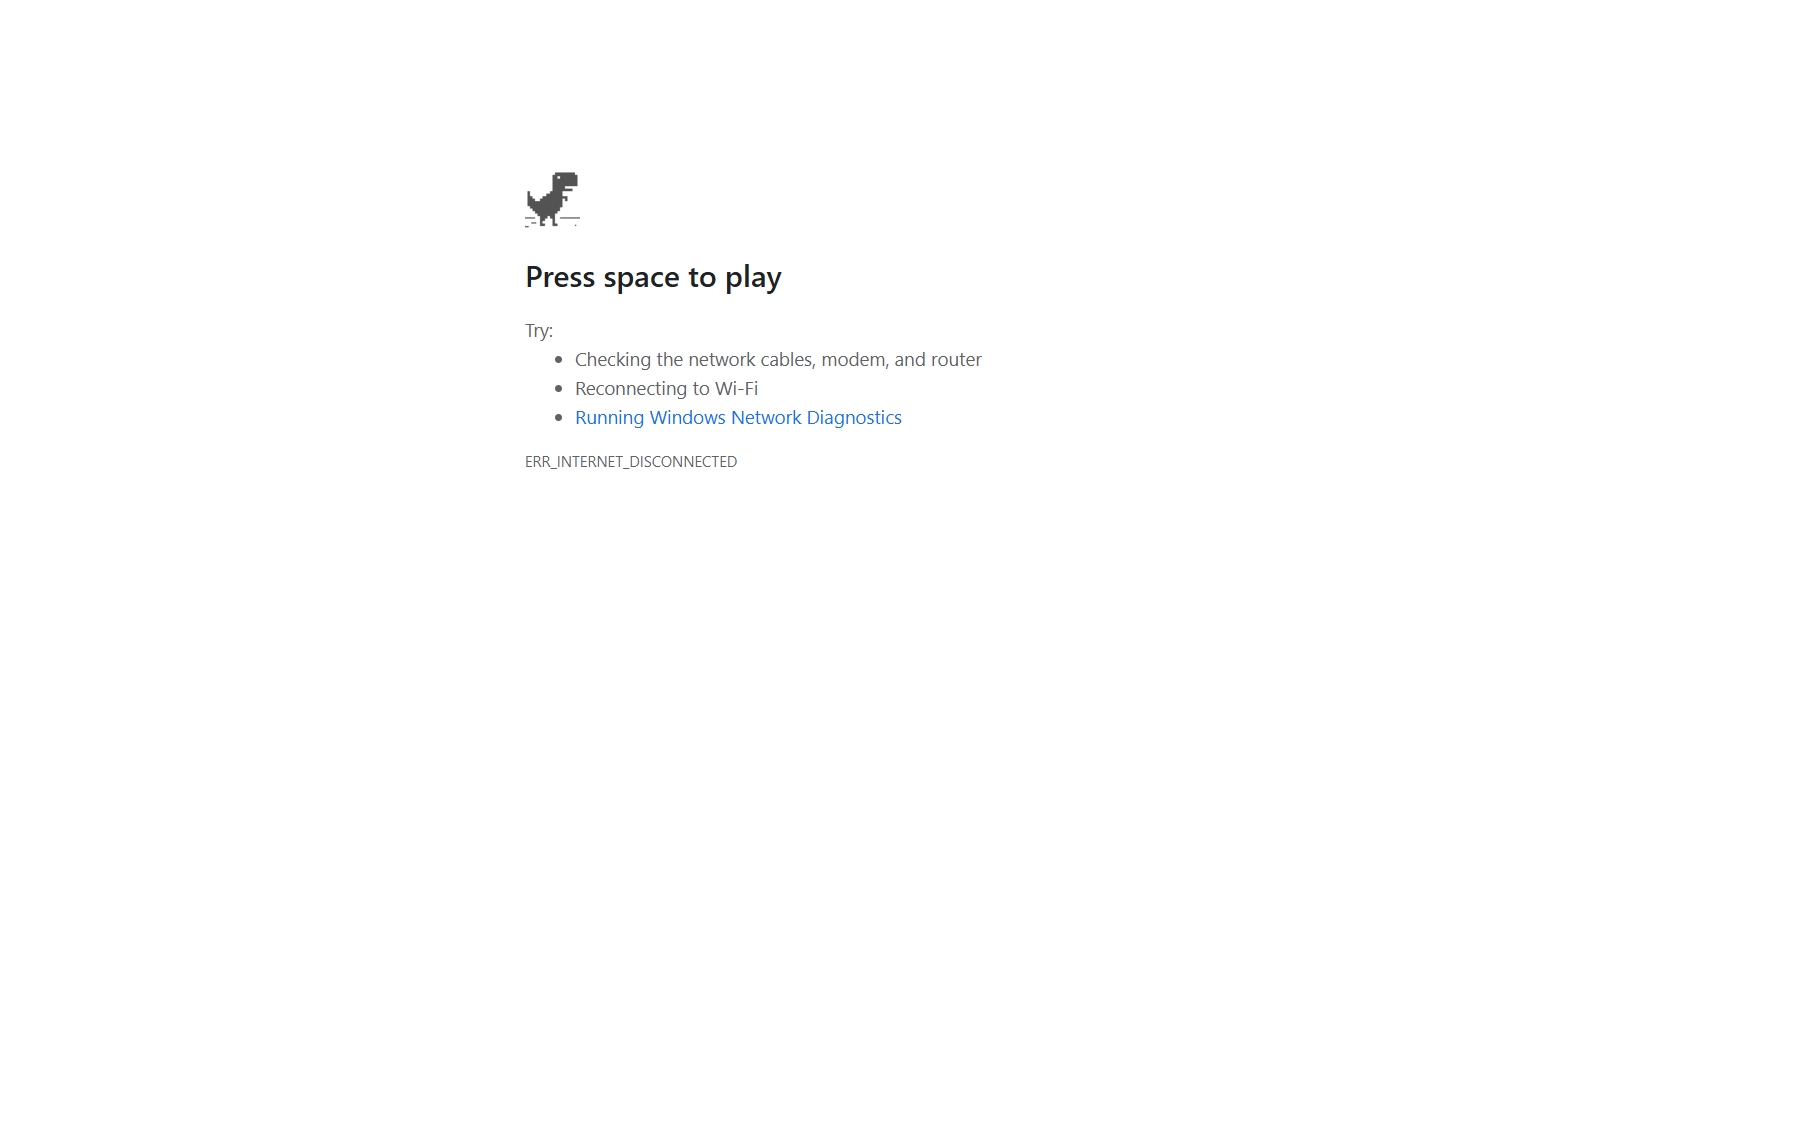 Press space to play
Try:
Checking the network cables, modem, and router
Reconnecting to Wi-Fi
Running Windows Network Diagnostics
ERR_INTERNET_DISCONNECTED